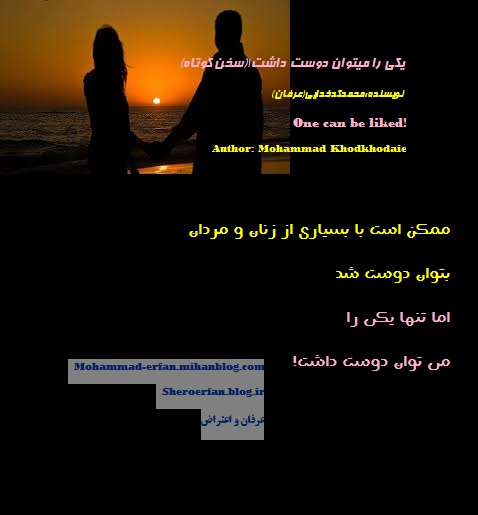 یکی را میتوان دوست داشت!(سخن کوتاه)
نویسنده:محمدکدخدایی(عرفان)
One can be liked!
Author: Mohammad Khodkhodaie
ممکن است با بسیاری از زنان و مردان
بتوان دوست شد
اما تنها یکی را
می توان دوست داشت!
Mohammad-erfan.mihanblog.com
Sheroerfan.blog.ir
عرفان و اعتراض